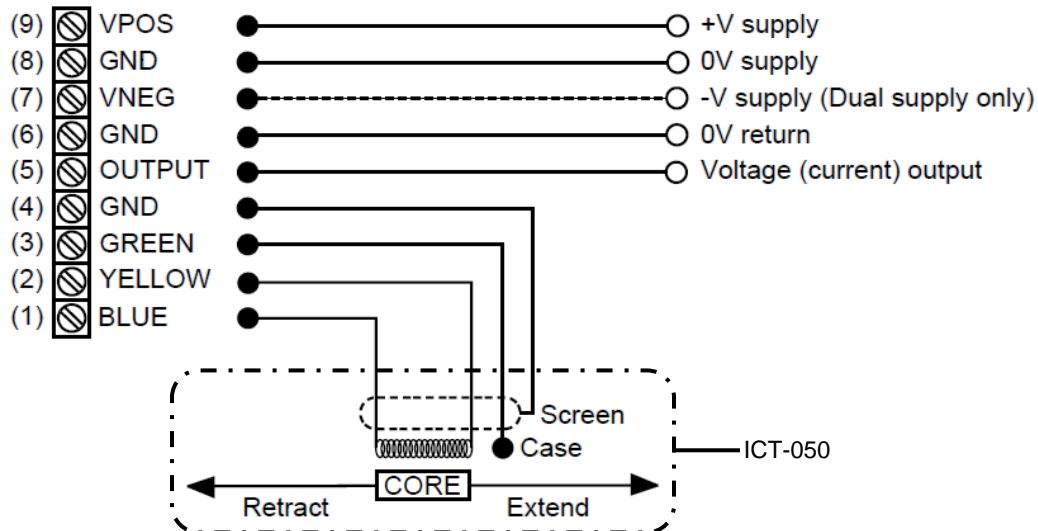 (9) VPOS +V supply
(8) GND 0V supply
(7) VNEG -V supply (Dual supply only)
(6) GND 0V return
(5) OUTPUT Voltage (current) output
(4) GND
(3) GREEN
(2) YELLOW
(1) BLUE
Screen
Case
ICT-050
CORE
Retract
Extend